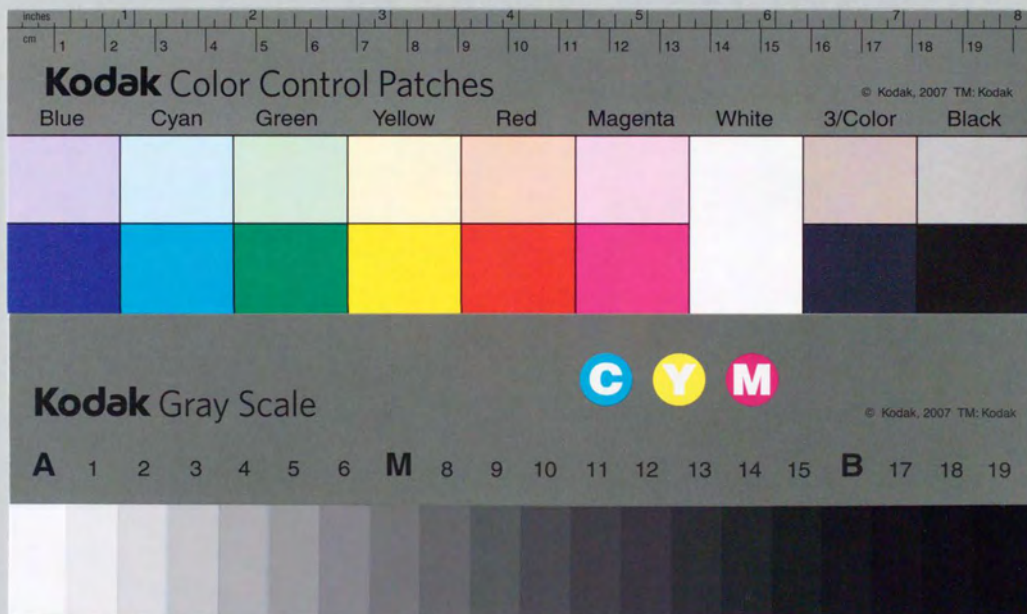 inches 1 2 3 4 5 6 7 8
cm 1 2 3 4 5 6 7 8 9 10 11 12 13 14 15 16 17 18 19
Kodak Color Control Patches
© Kodak, 2007 TM: Kodak
Blue Cyan Green Yellow Red Magenta White 3/Color Black
C Y M
Kodak Gray Scale
© Kodak, 2007 TM: Kodak
A 1 2 3 4 5 6 M 8 9 10 11 12 13 14 15 B 17 18 19